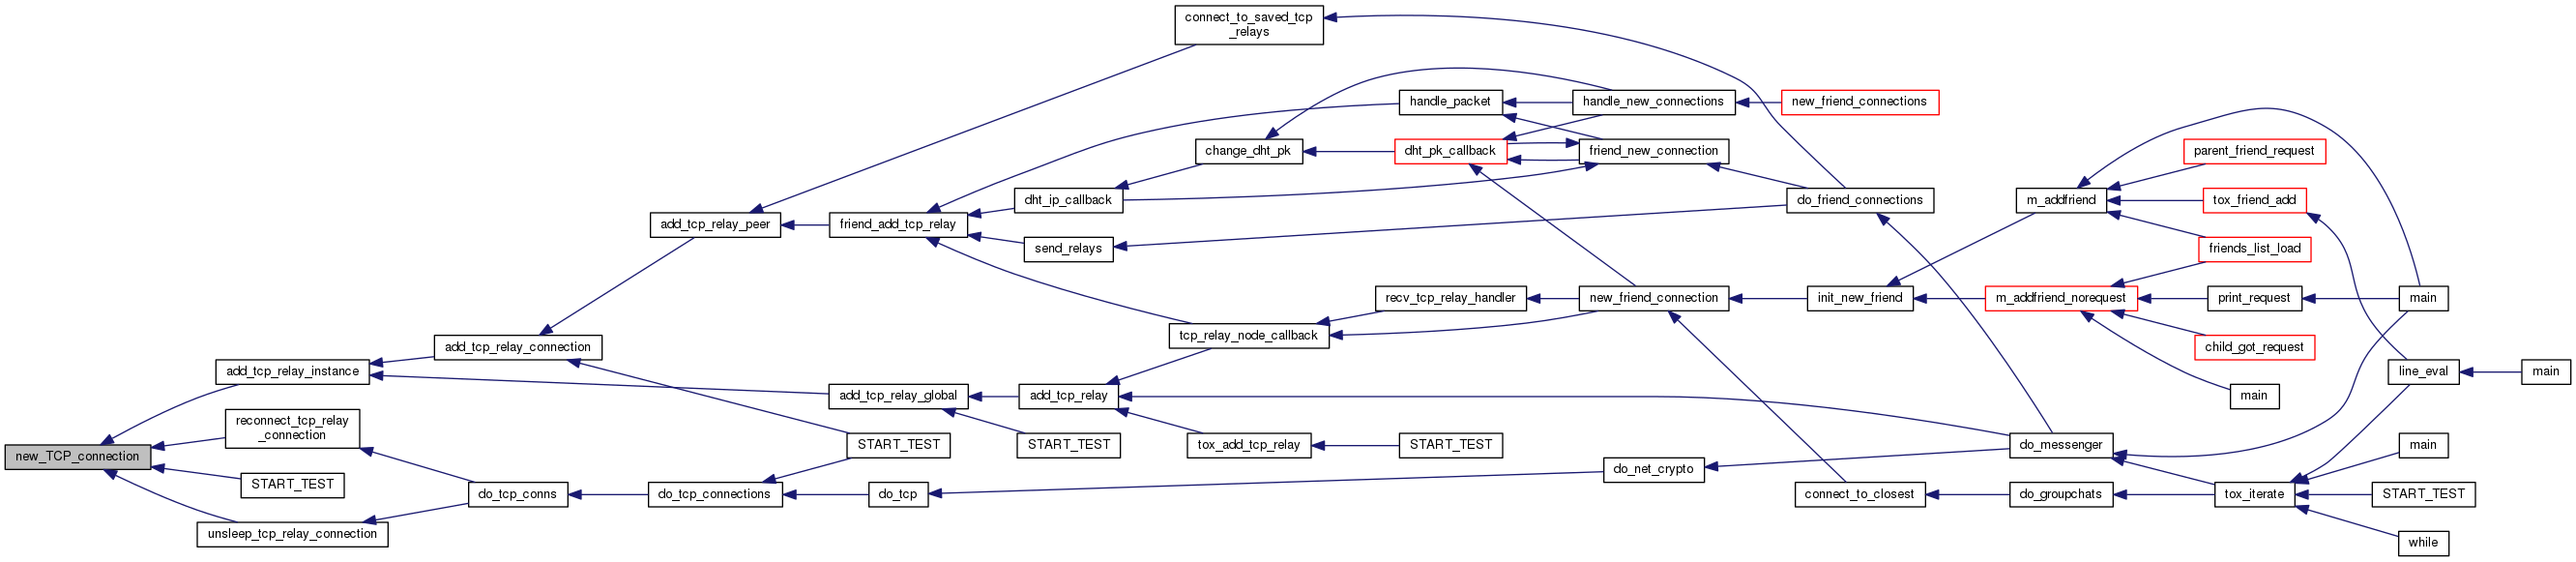 connect_to_saved_tcp
_relays
handle_packet
handle_new_connections
new_friend_connections
change_dht_pk
dht_pk_callback
friend_new_connection
parent_friend_request
dht_ip_callback
do_friend_connections
m_addfriend
tox_friend_add
add_tcp_relay_peer
friend_add_tcp_relay
send_relays
friends_list_load
recv_tcp_relay_handler
new_friend_connection
init_new_friend
m_addfriend_norequest
print_request
main
tcp_relay_node_callback
add_tcp_relay_connection
child_got_request
add_tcp_relay_instance
line_eval
main
add_tcp_relay_global
add_tcp_relay
main
reconnect_tcp_relay
_connection
START_TEST
START_TEST
tox_add_tcp_relay
START_TEST
do_messenger
main
new_TCP_connection
do_net_crypto
START_TEST
do_tcp_conns
do_tcp_connections
do_tcp
connect_to_closest
do_groupchats
tox_iterate
START_TEST
unsleep_tcp_relay_connection
while